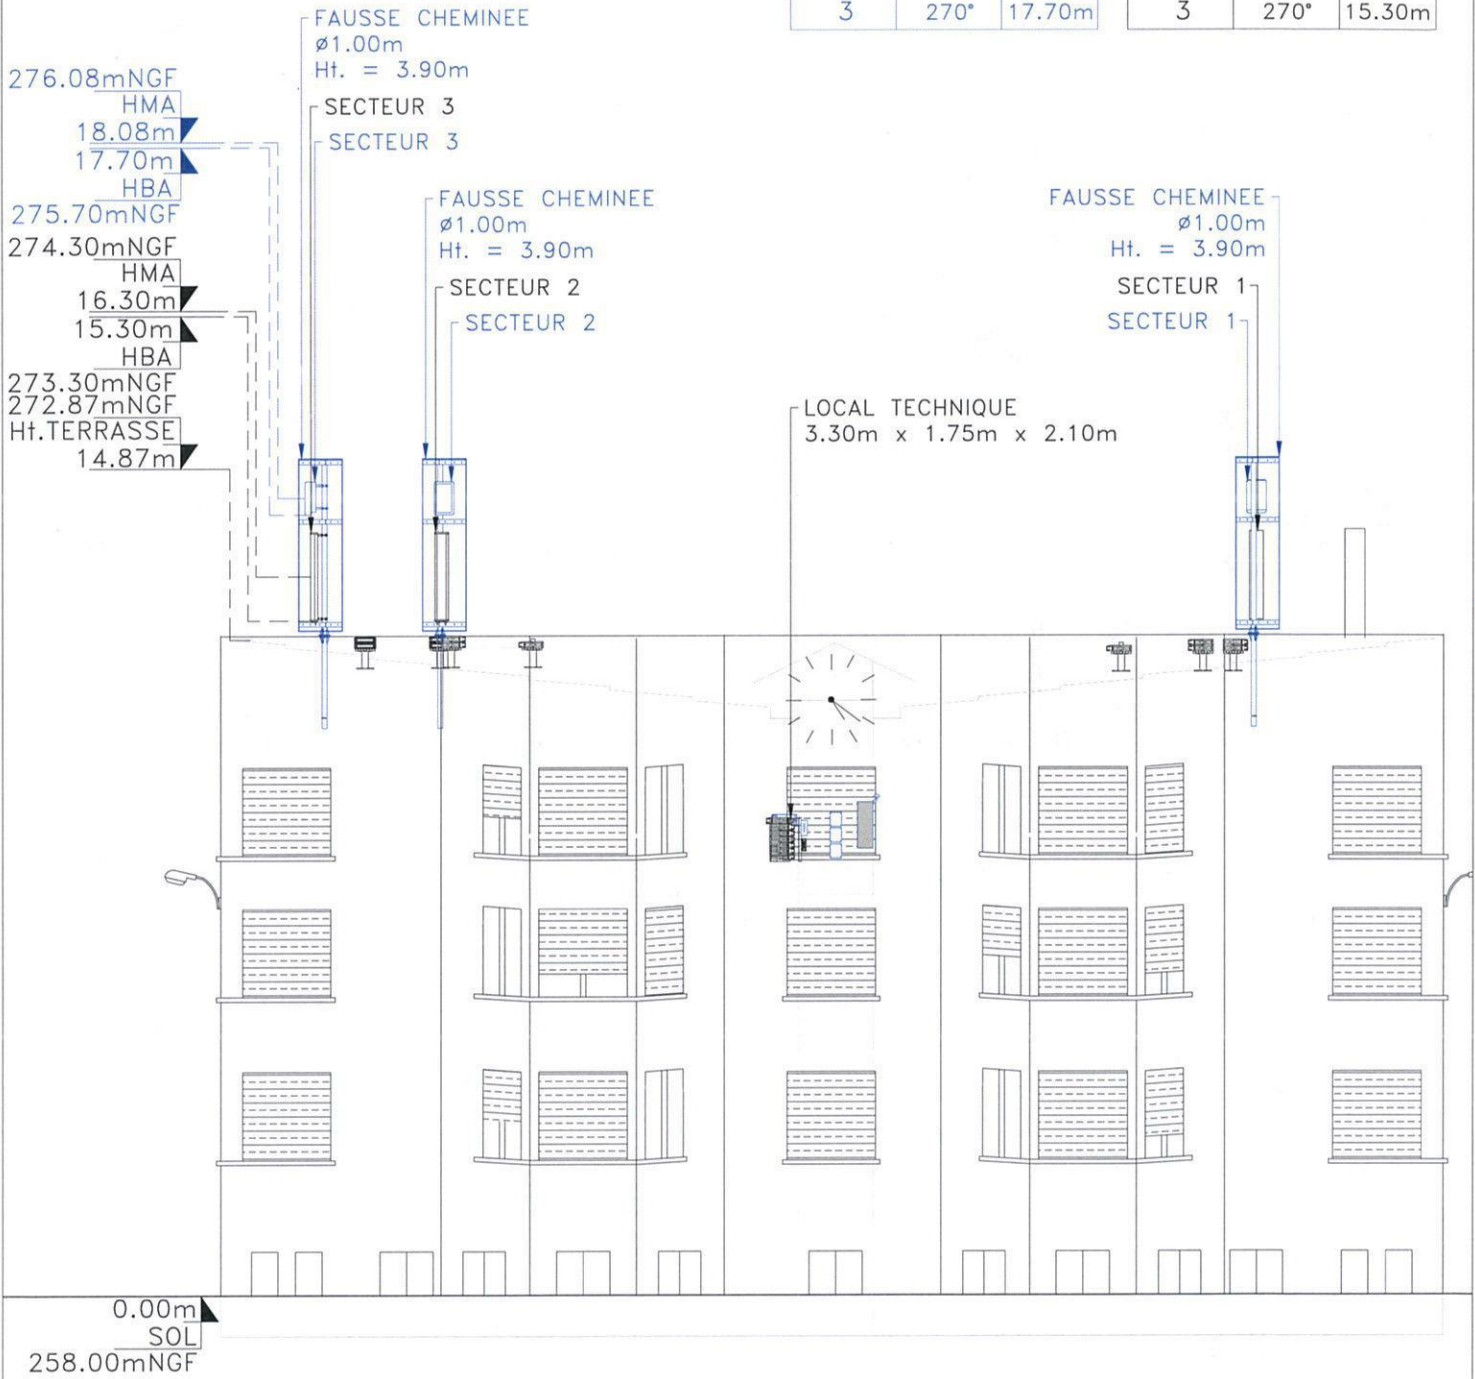 3 270° 17.70m 3 270° 15.30m
FAUSSE CHEMINEE
ø1.00m
Ht. = 3.90m
SECTEUR 3
SECTEUR 3
276.08mNGF
HMA
18.08m
17.70m
HBA
275.70mNGF
274.30mNGF
HMA
16.30m
15.30m
HBA
273.30mNGF
272.87mNGF
Ht.TERRASSE
14.87m
FAUSSE CHEMINEE
ø1.00m
Ht. = 3.90m
SECTEUR 2
SECTEUR 2
FAUSSE CHEMINEE
ø1.00m
Ht. = 3.90m
SECTEUR 1
SECTEUR 1
LOCAL TECHNIQUE
3.30m x 1.75m x 2.10m
0.00m
SOL
258.00mNGF